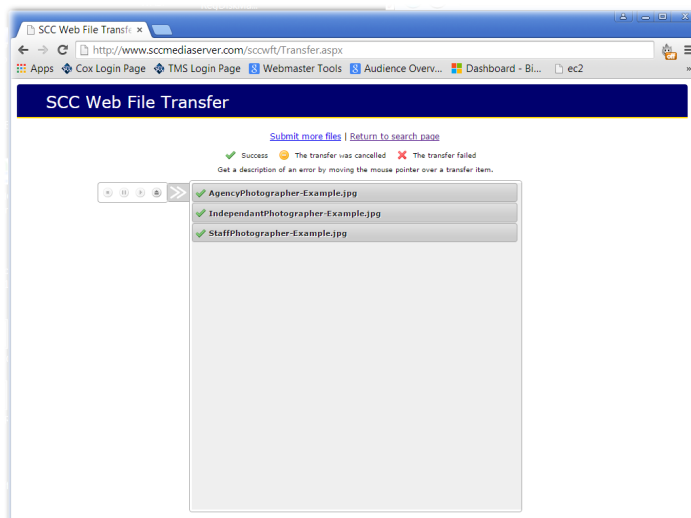 SCC Web File Transfe
http://www.sccmediaserver.com/sccwft/Transfer.aspx
Apps Cox Login Page TMS Login Page Webmaster Tools Audience Overv... Dashboard - Bi... ec2 »
SCC Web File Transfer
Submit more files | Return to search page
Success The transfer was cancelled The transfer failed
Get a description of an error by moving the mouse pointer over a transfer item.
AgencyPhotographer-Example.jpg
IndependantPhotographer-Example.jpg
StaffPhotographer-Example.jpg